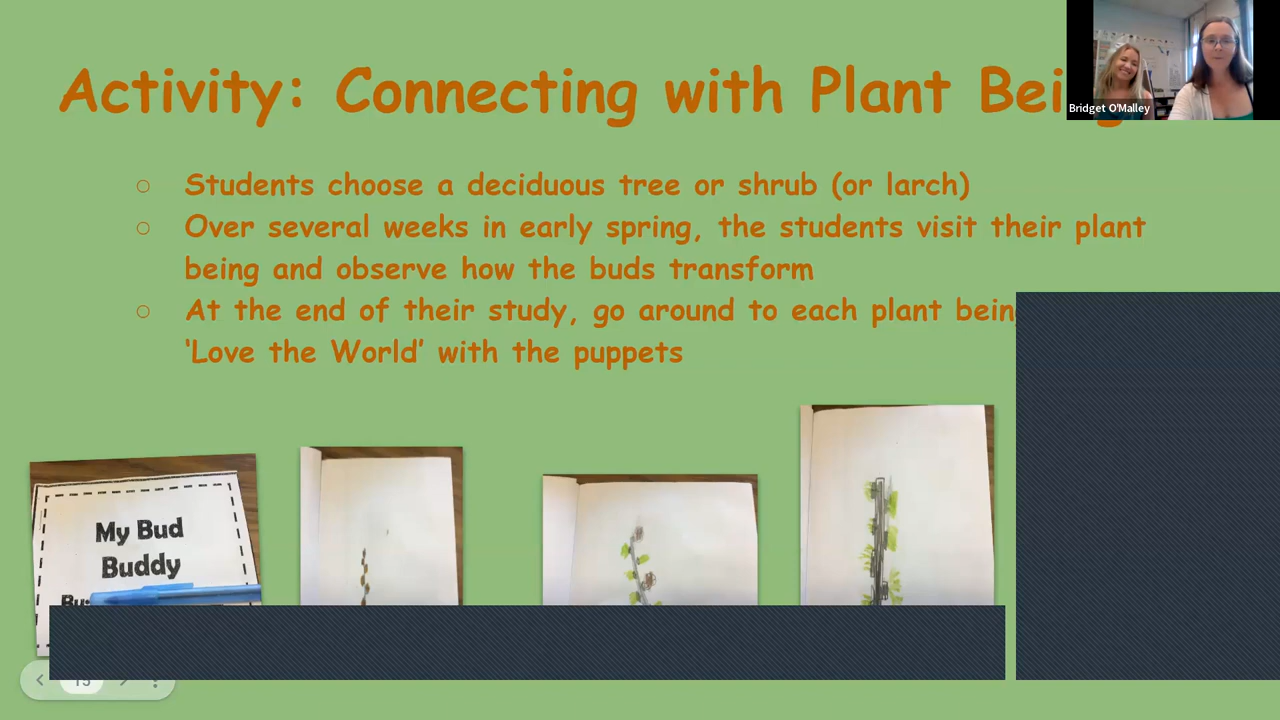 Activity: Connecting with Plant
Bridget O'Malley
○ Students choose a deciduous tree or shrub (or larch)
○ Over several weeks in early spring, the students visit their plant
being and observe how the buds transform
○ At the end of their study, go around to each plant
'Love the World' with the puppets
My Bud
Buddy